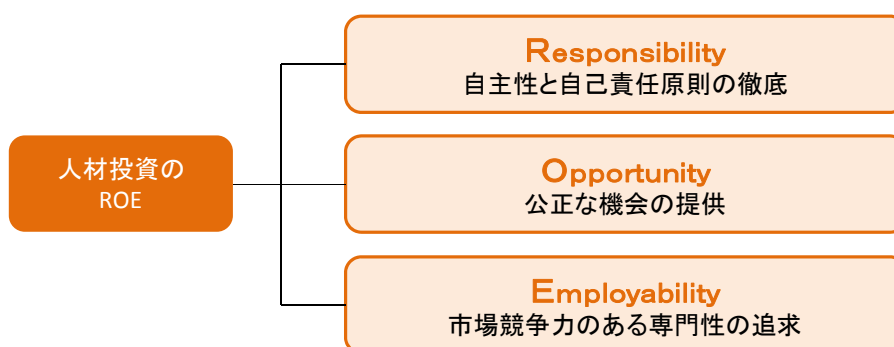 人材投資の
ROE
Responsibility
自主性と自己責任原則の徹底
Opportunity
公正な機会の提供
Employability
市場競争力のある専門性の追求